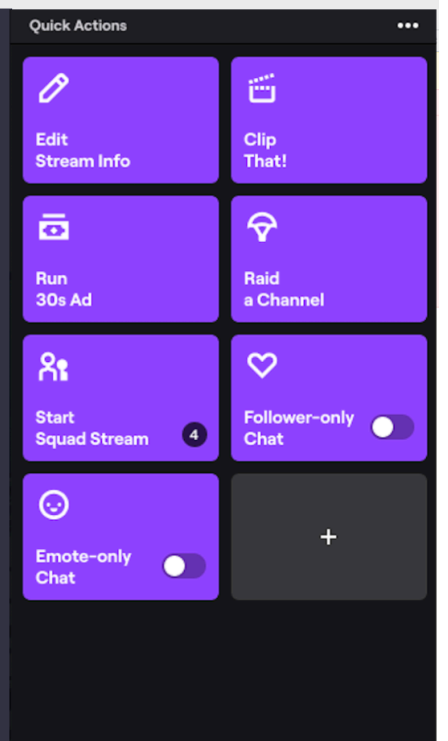 Quick Actions
Edit
Stream Info
Clip
That!
Run
30s Ad
Raid
a Channel
Start
Squad Stream
4
Follower-only
Chat
Emote-only
Chat
+